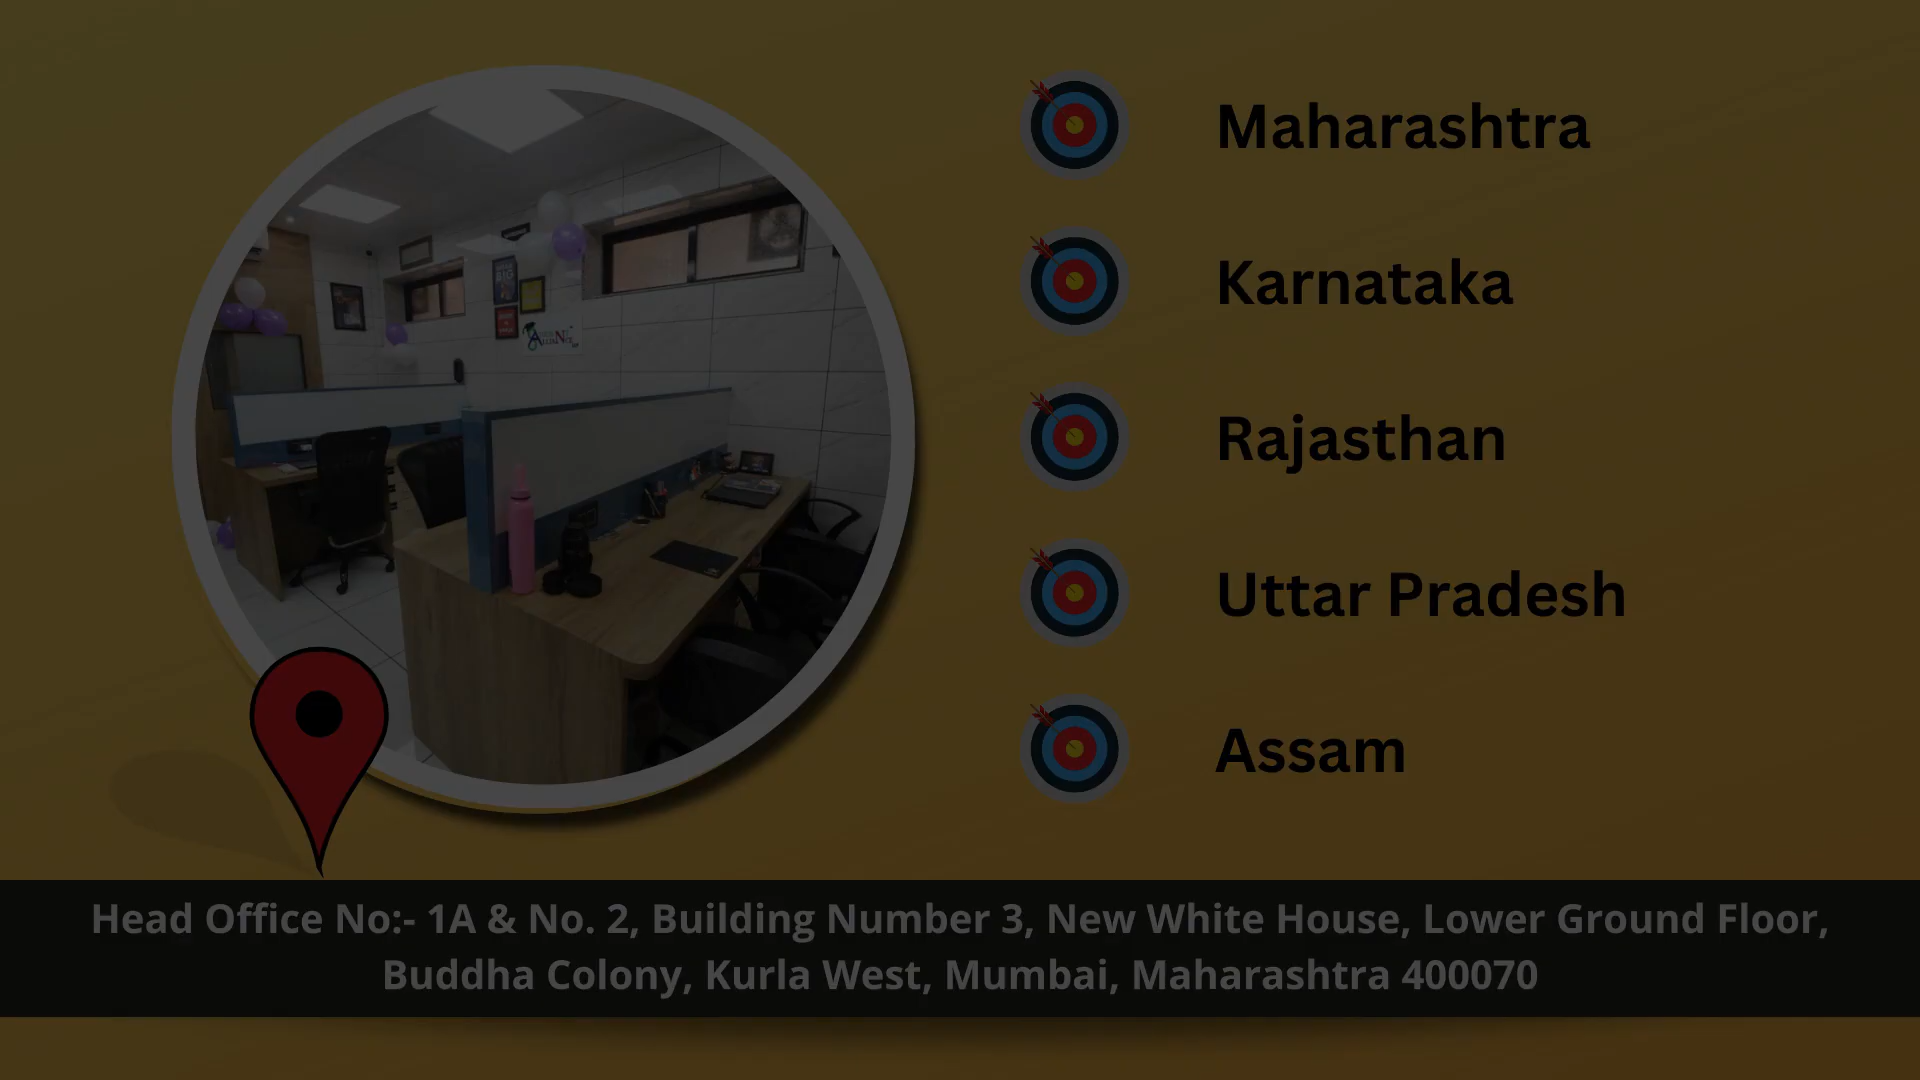 Maharashtra
Karnataka
Rajasthan
Uttar Pradesh
Assam
Head Office No:- 1A & No. 2, Building Number 3, New White House, Lower Ground Floor,
Buddha Colony, Kurla West, Mumbai, Maharashtra 400070